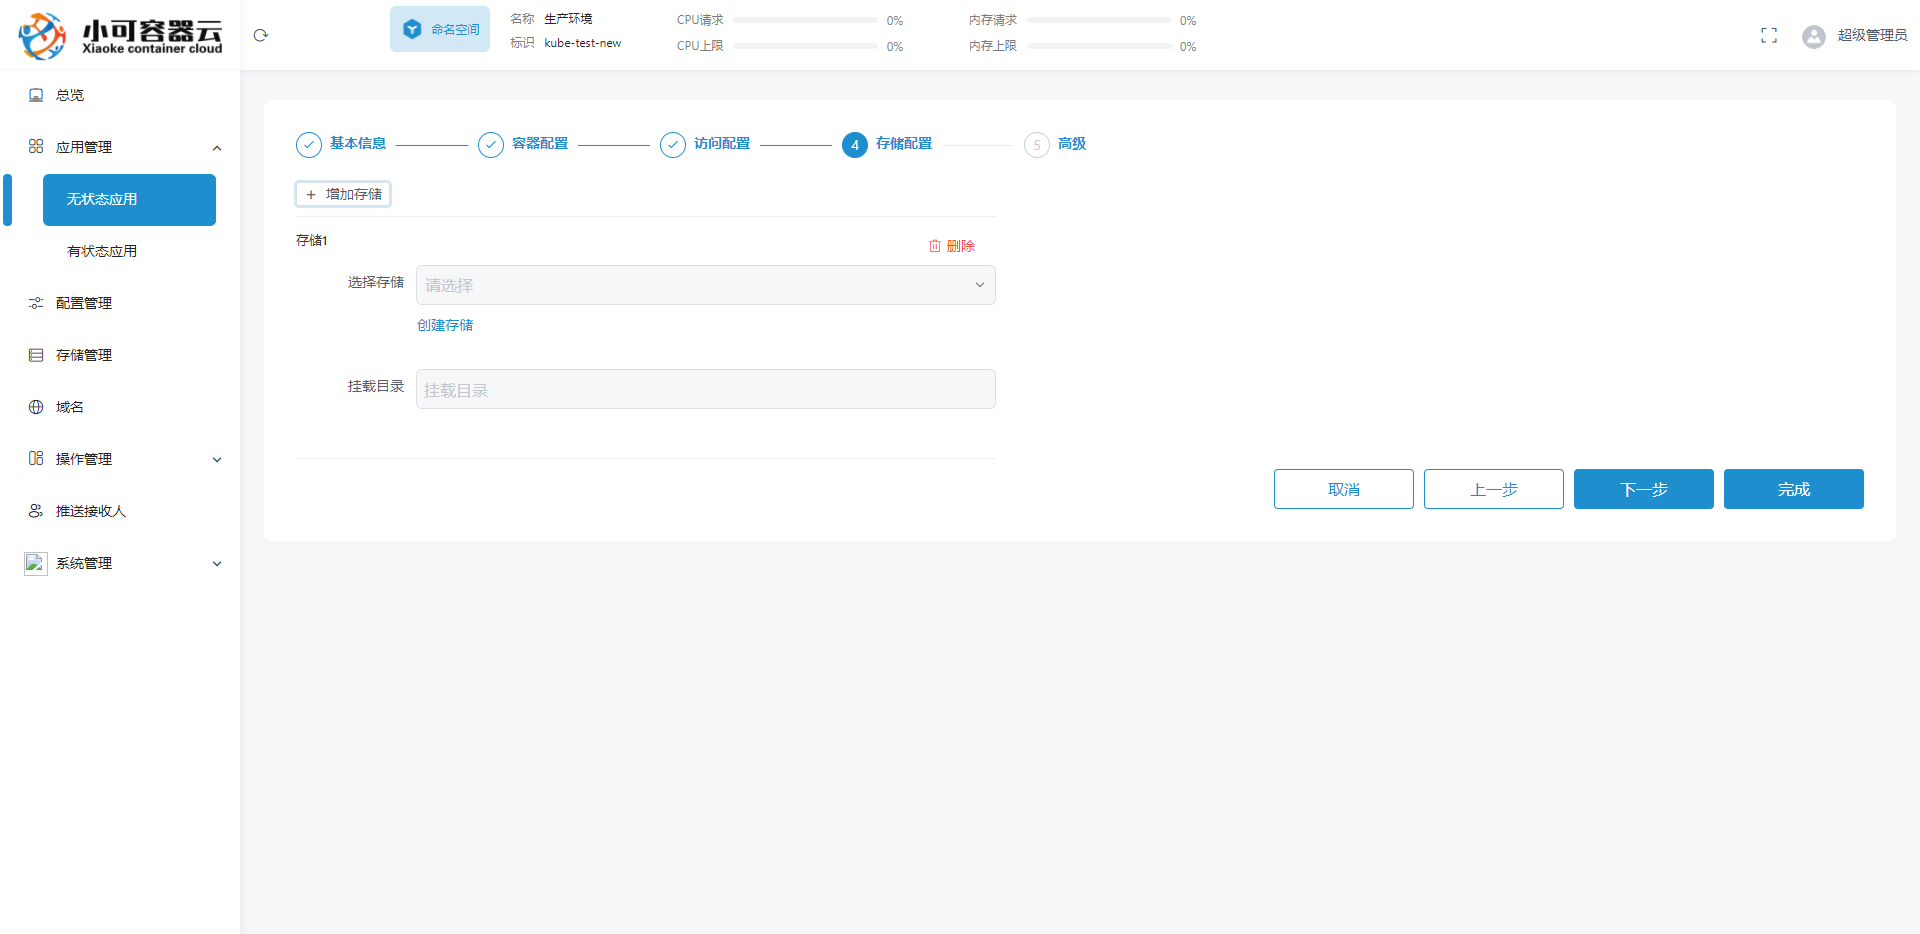 小可容器云
Xiaoke container cloud
命名空间
名称 生产环境
标识 kube-test-new
CPU请求 0%
CPU上限 0%
内存请求 0%
内存上限 0%
超级管理员
总览
应用管理
无状态应用
有状态应用
配置管理
存储管理
域名
操作管理
推送接收人
系统管理
基本信息
容器配置
访问配置
4 存储配置
5 高级
+ 增加存储
存储1
删除
选择存储 请选择
创建存储
挂载目录 挂载目录
取消
上一步
下一步
完成